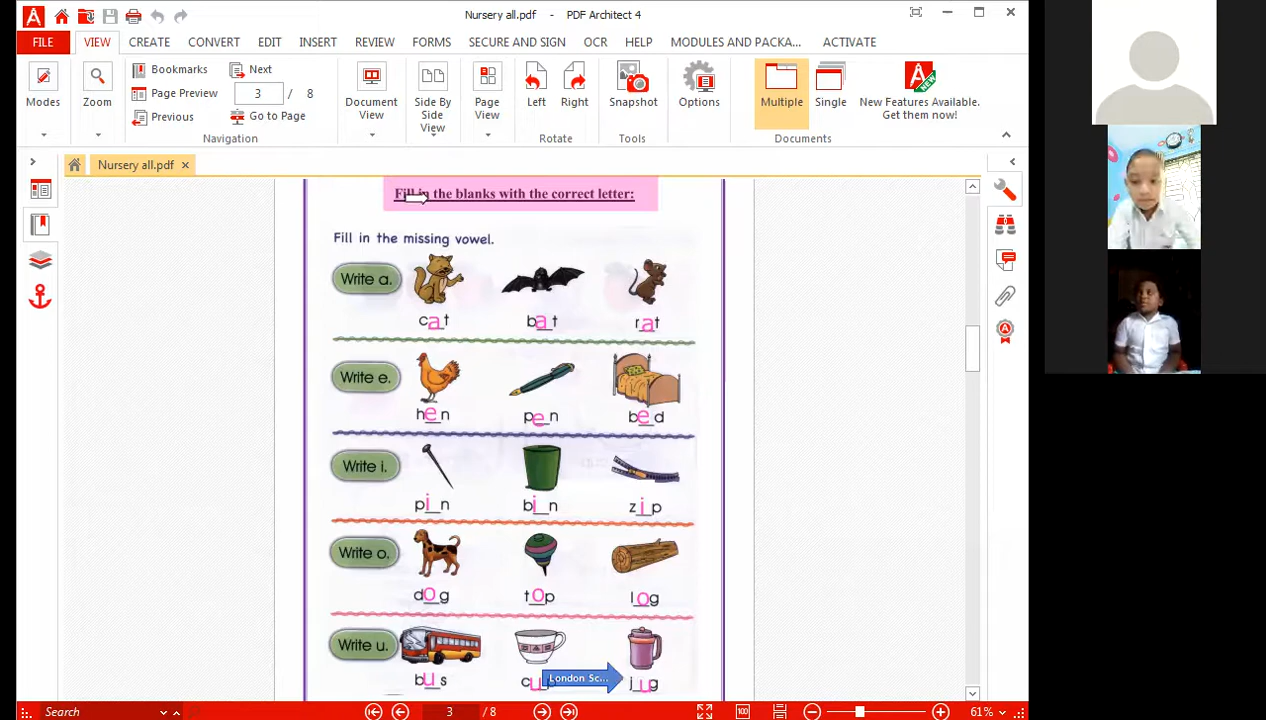 Nursery all.pdf - PDF Architect 4
FILE VIEW CREATE CONVERT EDIT INSERT REVIEW FORMS SECURE AND SIGN OCR HELP MODULES AND PACKA... ACTIVATE
Modes
Zoom
Bookmarks
Page Preview
Previous
Next
3 / 8
Go to Page
Navigation
Document View
Side By Side View
Page View
Left
Right
Rotate
Snapshot
Tools
Options
Multiple
Single
Documents
New Features Available.
Get them now!
NEW
Nursery all.pdf
Fill in the blanks with the correct letter:
Fill in the missing vowel.
Write a.
cat bat rat
Write e.
hen pen bed
Write i.
pin bin zip
Write o.
dog top log
Write u.
bus cup jug
London Sc...
Search
3 / 8
100
61%